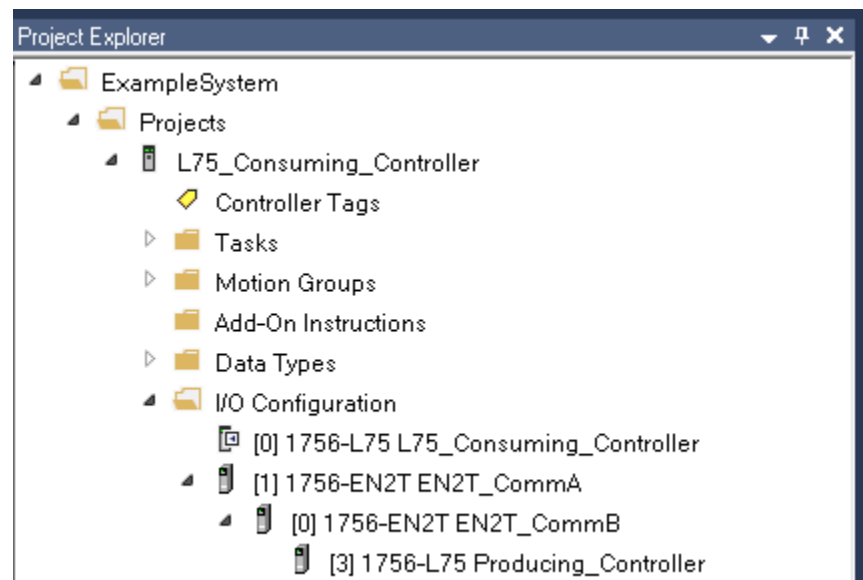 Project Explorer
ExampleSystem
Projects
L75_Consuming_Controller
Controller Tags
Tasks
Motion Groups
Add-On Instructions
Data Types
I/O Configuration
[0] 1756-L75 L75_Consuming_Controller
[1] 1756-EN2T EN2T_CommA
[0] 1756-EN2T EN2T_CommB
[3] 1756-L75 Producing_Controller